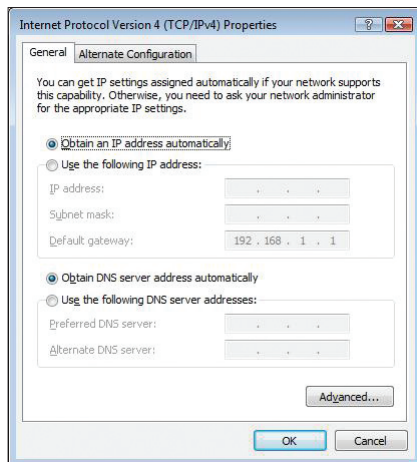 Internet Protocol Version 4 (TCP/IPv4) Properties
General
Alternate Configuration
You can get IP settings assigned automatically if your network supports
this capability. Otherwise, you need to ask your network administrator
for the appropriate IP settings.
Obtain an IP address automatically
Use the following IP address:
IP address:
. . .
Subnet mask:
. . .
Default gateway:
192 . 168 . 1 . 1
Obtain DNS server address automatically
Use the following DNS server addresses:
Preferred DNS server:
. . .
Alternate DNS server:
. . .
Advanced...
OK
Cancel